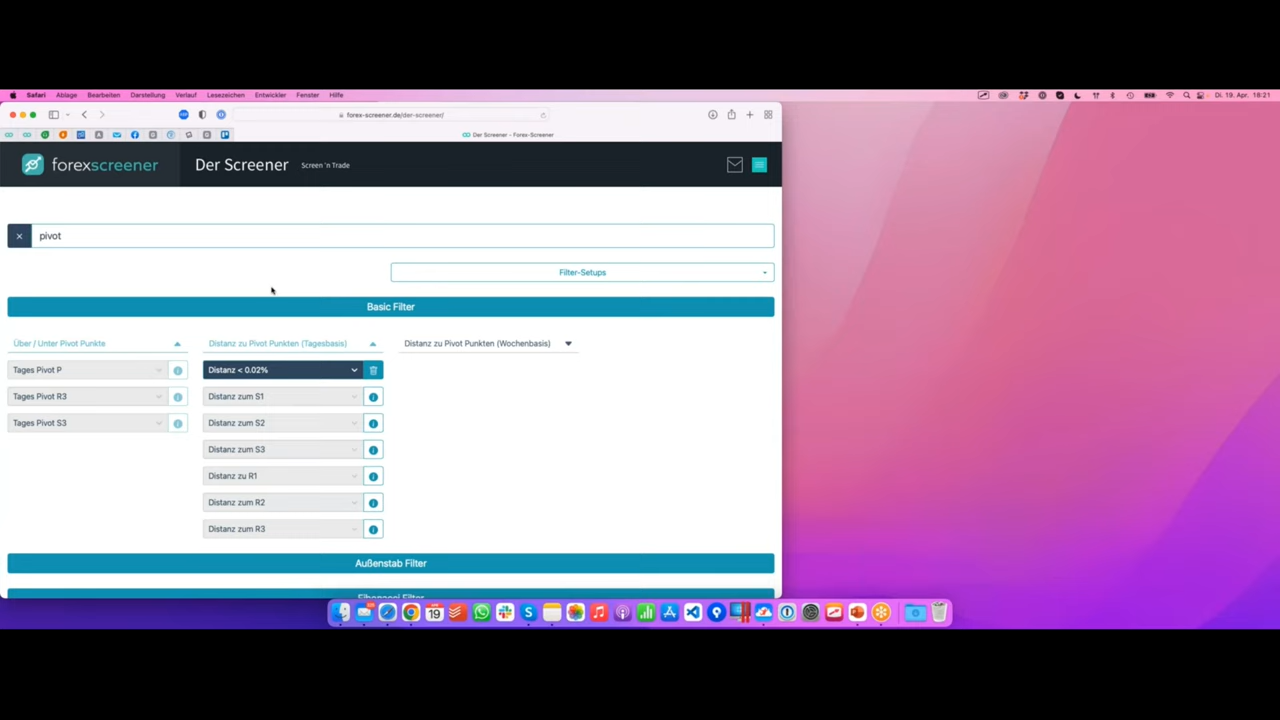 Safari Ablage Bearbeiten Darstellung Verlauf Lesezeichen Entwickler Fenster Hilfe Di. 19. Apr. 18:21
forex-screener.de/der-screener/
Der Screener – Forex-Screener
forexscreener Der Screener Screen 'n Trade
pivot
Filter-Setups
Basic Filter
Über / Unter Pivot Punkte Distanz zu Pivot Punkten (Tagesbasis) Distanz zu Pivot Punkten (Wochenbasis)
Tages Pivot P Distanz < 0.02%
Tages Pivot R3 Distanz zum S1
Tages Pivot S3 Distanz zum S2
Distanz zum S3
Distanz zu R1
Distanz zum R2
Distanz zum R3
Außenstab Filter
Fibonacci Filter
19